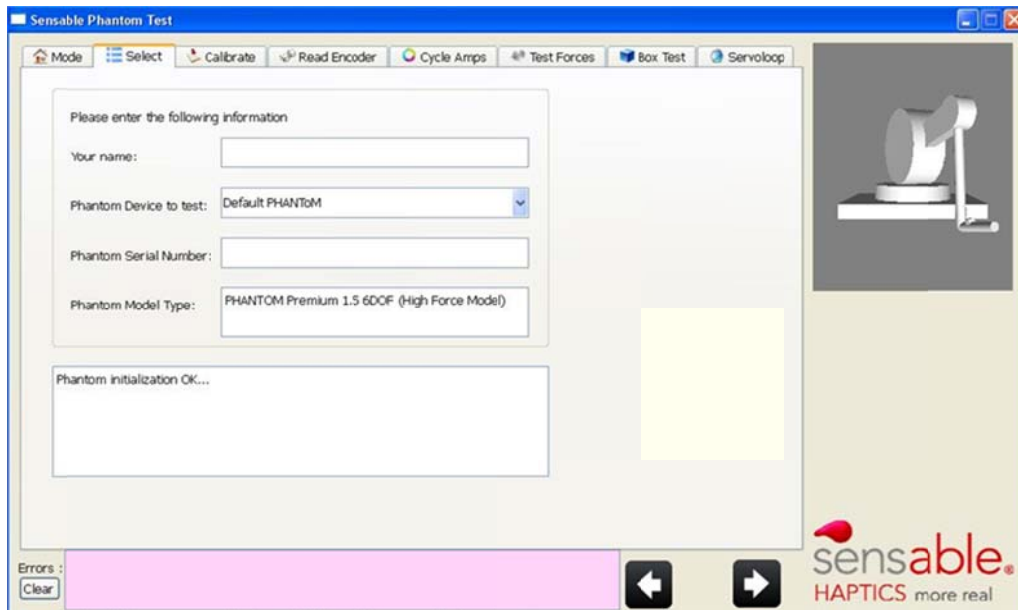 Sensable Phantom Test
Mode Select Calibrate Read Encoder Cycle Amps Test Forces Box Test Servoloop
Please enter the following information
Your name:
Phantom Device to test: Default PHANToM
Phantom Serial Number:
Phantom Model Type: PHANTOM Premium 1.5 6DOF (High Force Model)
Phantom initialization OK...
Errors :
Clear
sensable®
HAPTICS more real